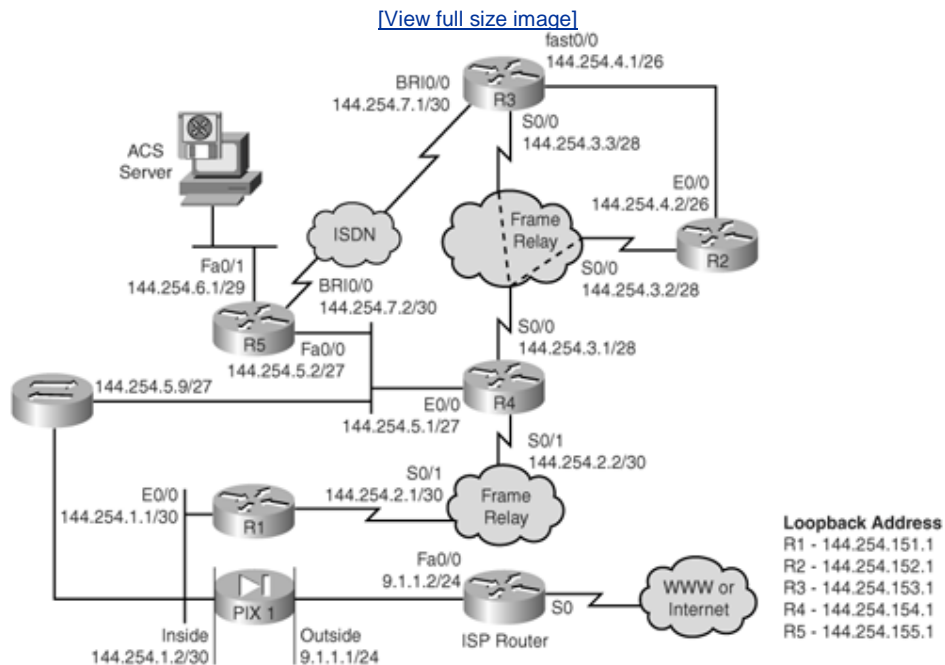 [View full size image]
fast0/0
144.254.4.1/26
BRI0/0
144.254.7.1/30
R3
S0/0
144.254.3.3/28
ACS
Server
E0/0
144.254.4.2/26
ISDN
Frame
Relay
R2
Fa0/1
144.254.6.1/29
BRI0/0
144.254.7.2/30
S0/0
144.254.3.2/28
R5
Fa0/0
144.254.5.2/27
S0/0
144.254.3.1/28
144.254.5.9/27
R4
E0/0
144.254.5.1/27
S0/1
144.254.2.2/30
S0/1
144.254.2.1/30
E0/0
144.254.1.1/30
R1
Frame
Relay
Loopback Address
R1 - 144.254.151.1
R2 - 144.254.152.1
R3 - 144.254.153.1
R4 - 144.254.154.1
R5 - 144.254.155.1
Fa0/0
9.1.1.2/24
PIX 1
S0
WWW or
Internet
ISP Router
Inside
144.254.1.2/30
Outside
9.1.1.1/24